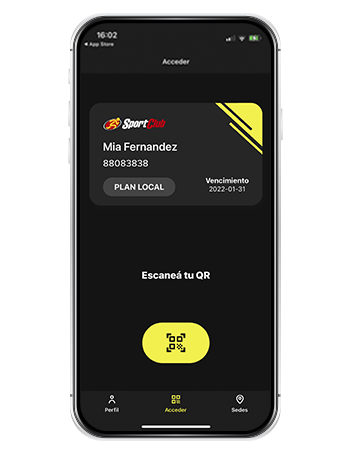 16:02
App Store
Acceder
SportClub
Mia Fernandez
88083838
PLAN LOCAL
Vencimiento
2022-01-31
Escaneá tu QR
Perfil
Acceder
Sedes